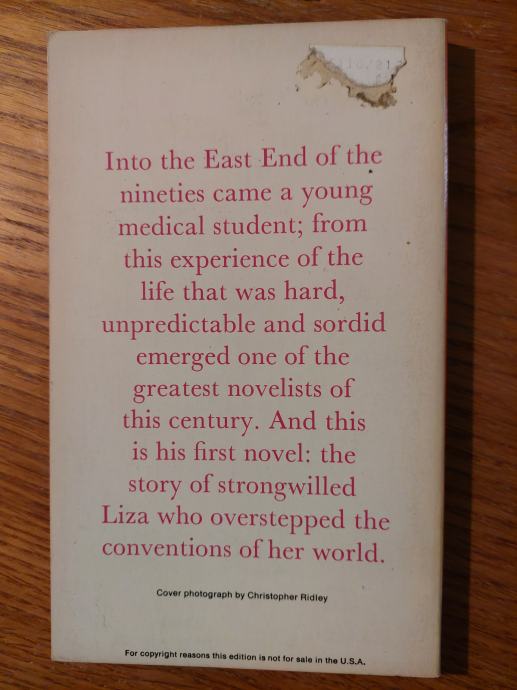 Into the East End of the
nineties came a young
medical student; from
this experience of the
life that was hard,
unpredictable and sordid
emerged one of the
greatest novelists of
this century. And this
is his first novel: the
story of strongwilled
Liza who overstepped the
conventions of her world.
Cover photograph by Christopher Ridley
For copyright reasons this edition is not for sale in the U.S.A.